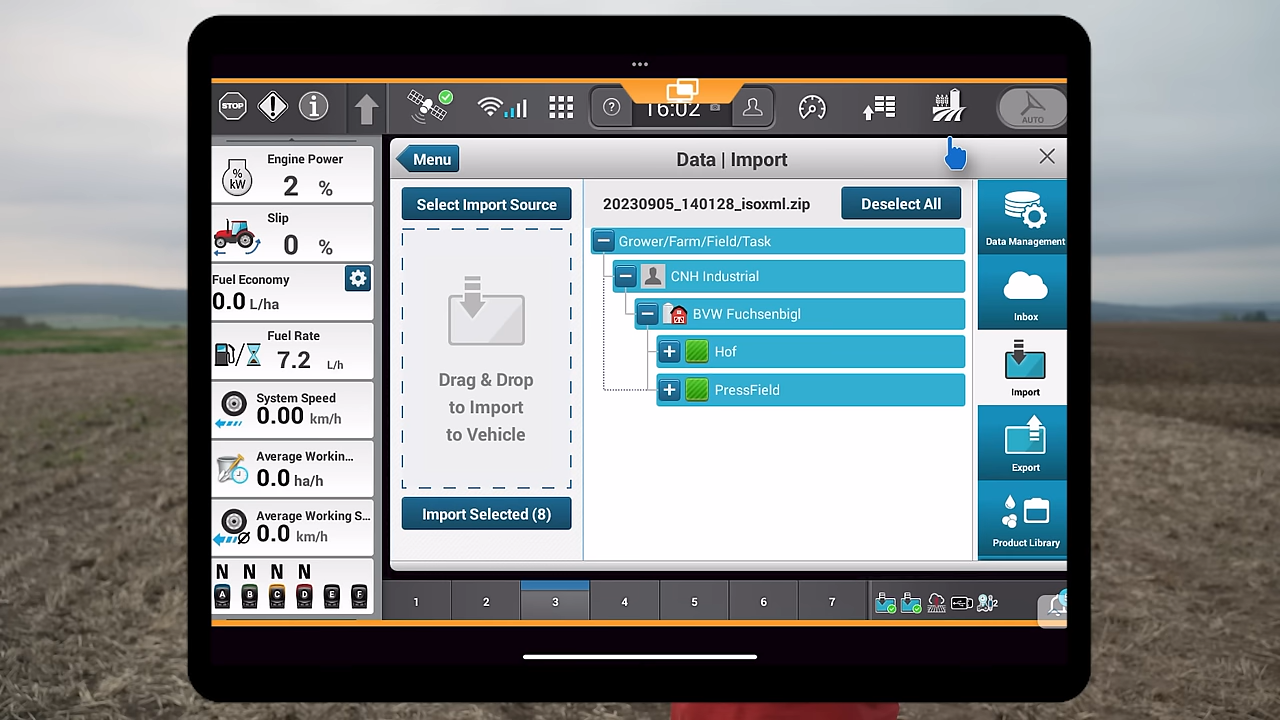 STOP
16:02
AUTO
% kW
Engine Power
2 %
Slip
0 %
Fuel Economy
0.0 L/ha
Fuel Rate
7.2 L/h
System Speed
0.00 km/h
Average Workin...
0.0 ha/h
Average Working S...
0.0 km/h
N N N N
A B C D E F
Menu
Data | Import
Select Import Source
Drag & Drop
to Import
to Vehicle
Import Selected (8)
20230905_140128_isoxml.zip
Deselect All
Grower/Farm/Field/Task
CNH Industrial
BVW Fuchsenbigl
Hof
PressField
Data Management
Inbox
Import
Export
Product Library
1 2 3 4 5 6 7
2